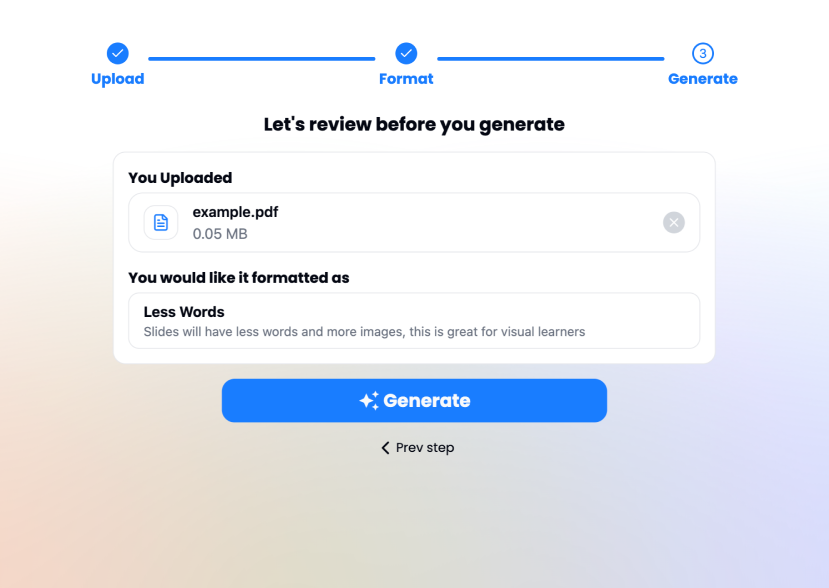 3
Upload
Format
Generate
Let's review before you generate
You Uploaded
example.pdf
0.05 MB
You would like it formatted as
Less Words
Slides will have less words and more images, this is great for visual learners
Generate
Prev step